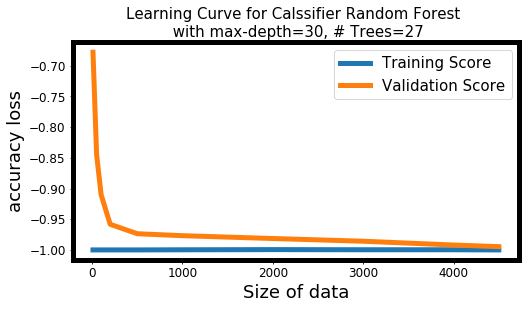 Learning Curve for Calssifier Random Forest
with max-depth=30, # Trees=27
Training Score
Validation Score
accuracy loss
−0.70
−0.75
−0.80
−0.85
−0.90
−0.95
−1.00
0 1000 2000 3000 4000
Size of data